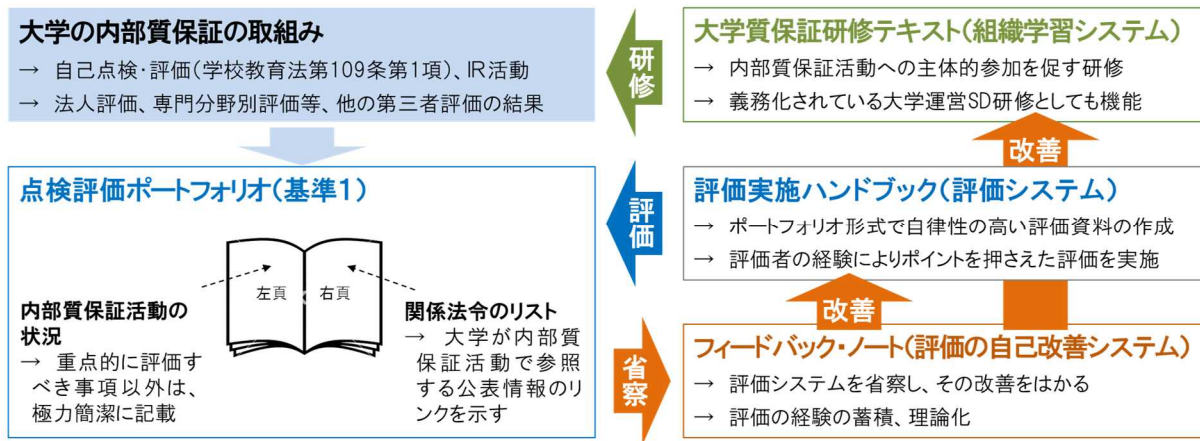 大学の内部質保証の取組み
→ 自己点検・評価(学校教育法第109条第1項)、IR活動
→ 法人評価、専門分野別評価等、他の第三者評価の結果
研修
大学質保証研修テキスト(組織学習システム)
→ 内部質保証活動への主体的参加を促す研修
→ 義務化されている大学運営SD研修としても機能
改善
点検評価ポートフォリオ(基準1)
左頁
右頁
内部質保証活動の
状況
→ 重点的に評価す
べき事項以外は、
極力簡潔に記載
関係法令のリスト
→ 大学が内部質
保証活動で参照
する公表情報のリ
ンクを示す
評価
評価実施ハンドブック(評価システム)
→ ポートフォリオ形式で自律性の高い評価資料の作成
→ 評価者の経験によりポイントを押さえた評価を実施
改善
省察
フィードバック・ノート(評価の自己改善システム)
→ 評価システムを省察し、その改善をはかる
→ 評価の経験の蓄積、理論化